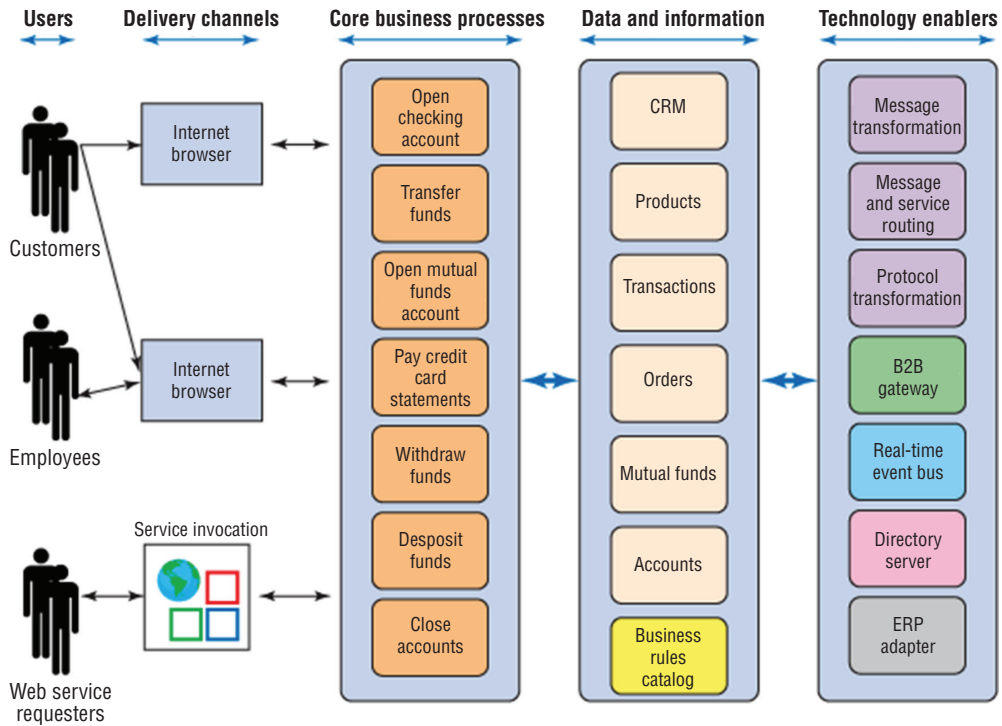 Users
Delivery channels
Core business processes
Data and information
Technology enablers
Customers
Employees
Web service
requesters
Internet
browser
Internet
browser
Service invocation
Open
checking
account
Transfer
funds
Open mutual
funds
account
Pay credit
card
statements
Withdraw
funds
Desposit
funds
Close
accounts
CRM
Products
Transactions
Orders
Mutual funds
Accounts
Business
rules
catalog
Message
transformation
Message
and service
routing
Protocol
transformation
B2B
gateway
Real-time
event bus
Directory
server
ERP
adapter